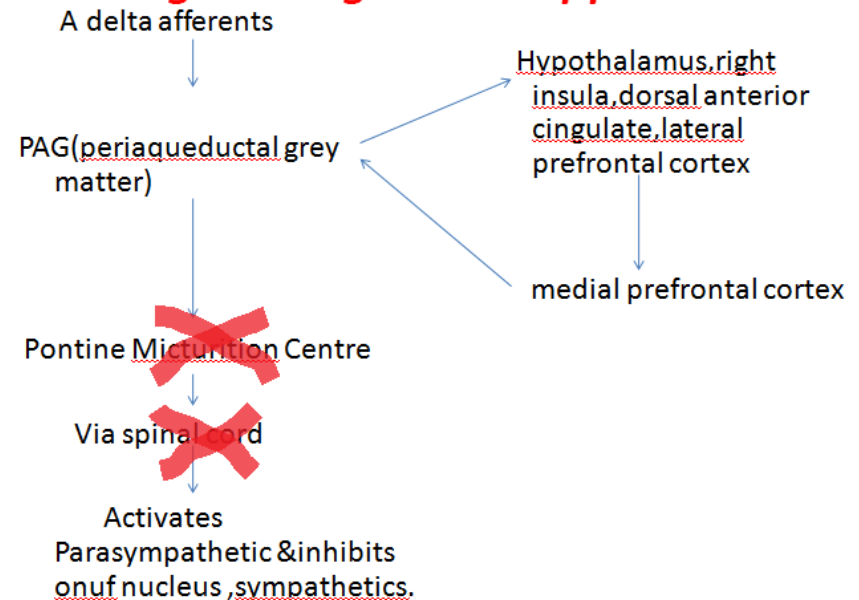 A delta afferents
Hypothalamus,right
insula,dorsal anterior
cingulate,lateral
prefrontal cortex
PAG(periaqueductal grey
matter)
medial prefrontal cortex
Pontine Micturition Centre
Via spinal cord
Activates
Parasympathetic &inhibits
onuf nucleus ,sympathetics.